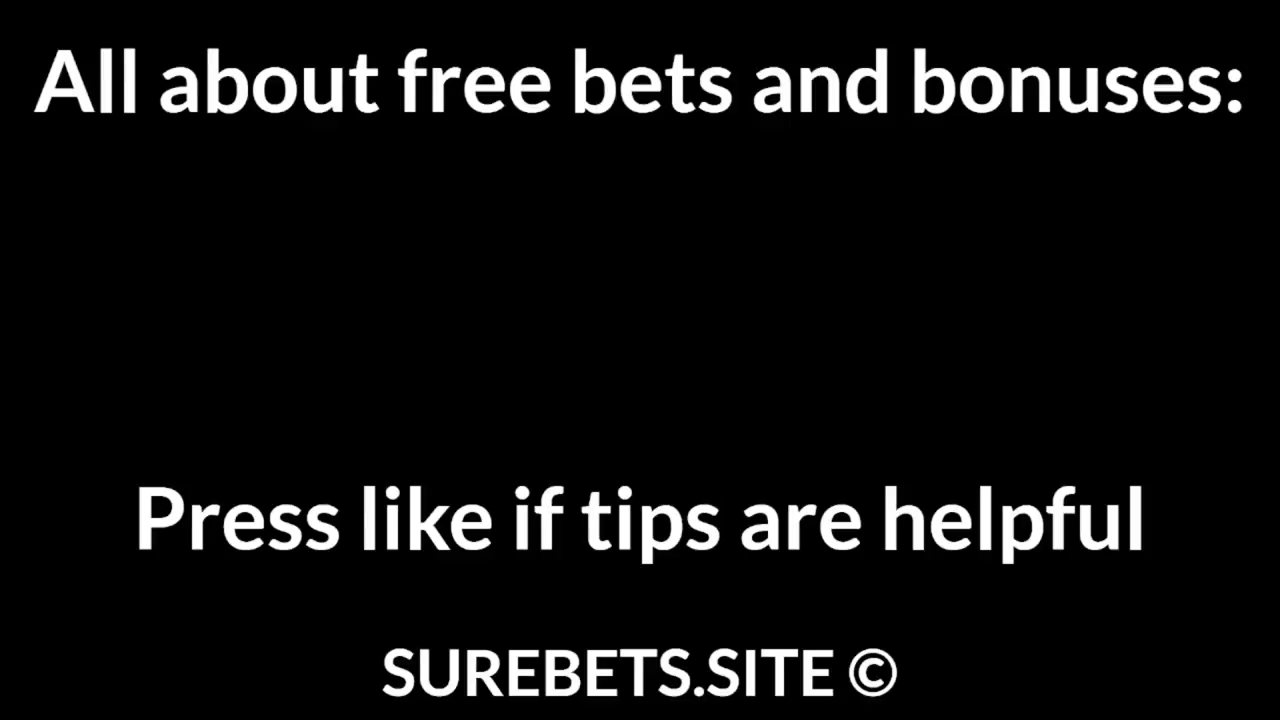 All about free bets and bonuses:
Press like if tips are helpful
SUREBETS.SITE ©